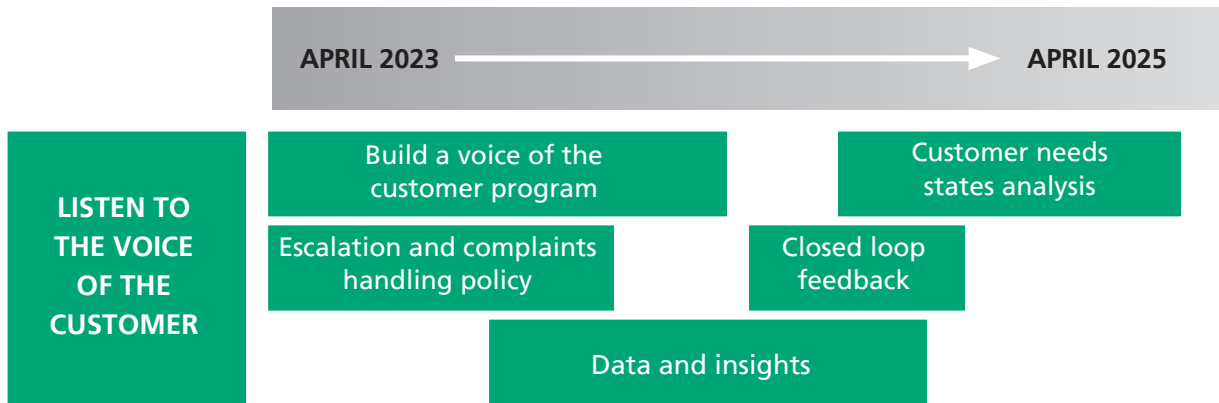 APRIL 2023
APRIL 2025
LISTEN TO
THE VOICE
OF THE
CUSTOMER
Build a voice of the
customer program
Customer needs
states analysis
Escalation and complaints
handling policy
Closed loop
feedback
Data and insights